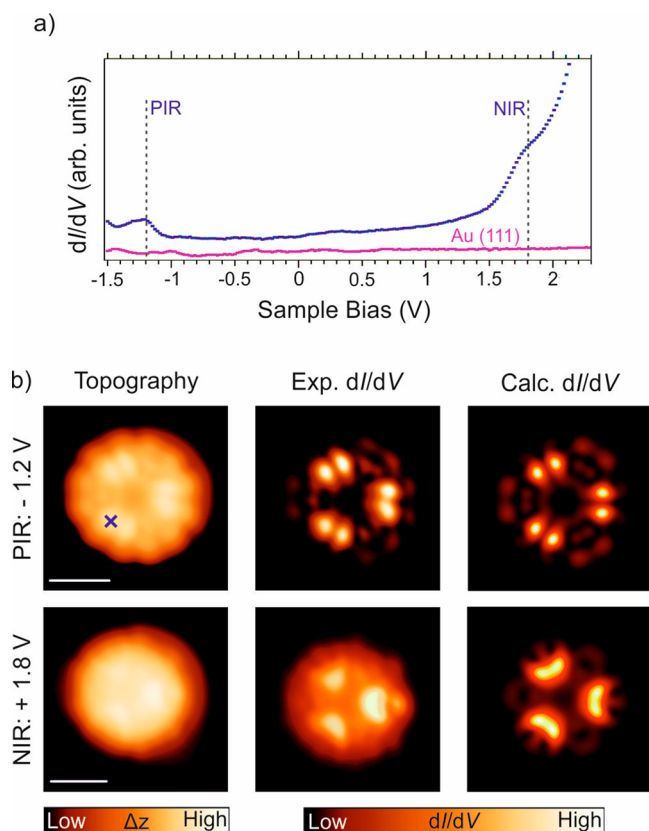 a)
dI/dV (arb. units)
PIR
NIR
Au (111)
-1.5 -1 -0.5 0 0.5 1 1.5 2
Sample Bias (V)
b)
Topography Exp. dI/dV Calc. dI/dV
PIR: - 1.2 V
NIR: + 1.8 V
Low Δz High Low dI/dV High